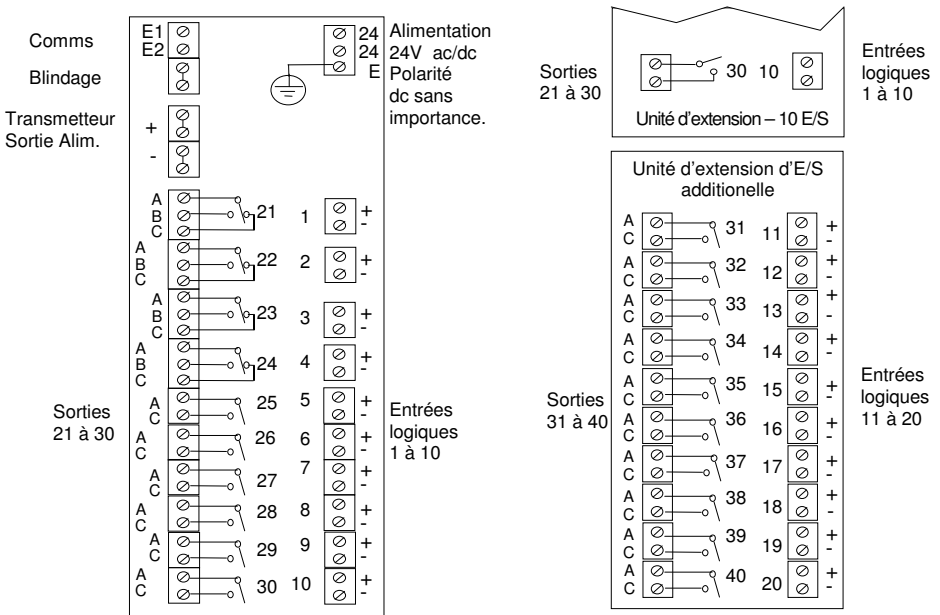 Comms
Blindage
Transmetteur
Sortie Alim.
E1
E2
+
-
24
24
E
Alimentation
24V ac/dc
Polarité
dc sans
importance.
A
B
C
21
1
+
-
A
B
C
22
2
+
-
A
B
C
23
3
+
-
A
B
C
24
4
+
-
A
C
25
5
+
-
A
C
26
6
+
-
A
C
27
7
+
-
A
C
28
8
+
-
A
C
29
9
+
-
A
C
30
10
+
-
Sorties
21 à 30
Entrées
logiques
1 à 10
Sorties
21 à 30
30
10
Entrées
logiques
1 à 10
Unité d'extension – 10 E/S
Unité d'extension d'E/S
additionelle
A
C
31
11
+
-
A
C
32
12
+
-
A
C
33
13
+
-
A
C
34
14
+
-
A
C
35
15
+
-
A
C
36
16
+
-
A
C
37
17
+
-
A
C
38
18
+
-
A
C
39
19
+
-
A
C
40
20
+
-
Sorties
31 à 40
Entrées
logiques
11 à 20